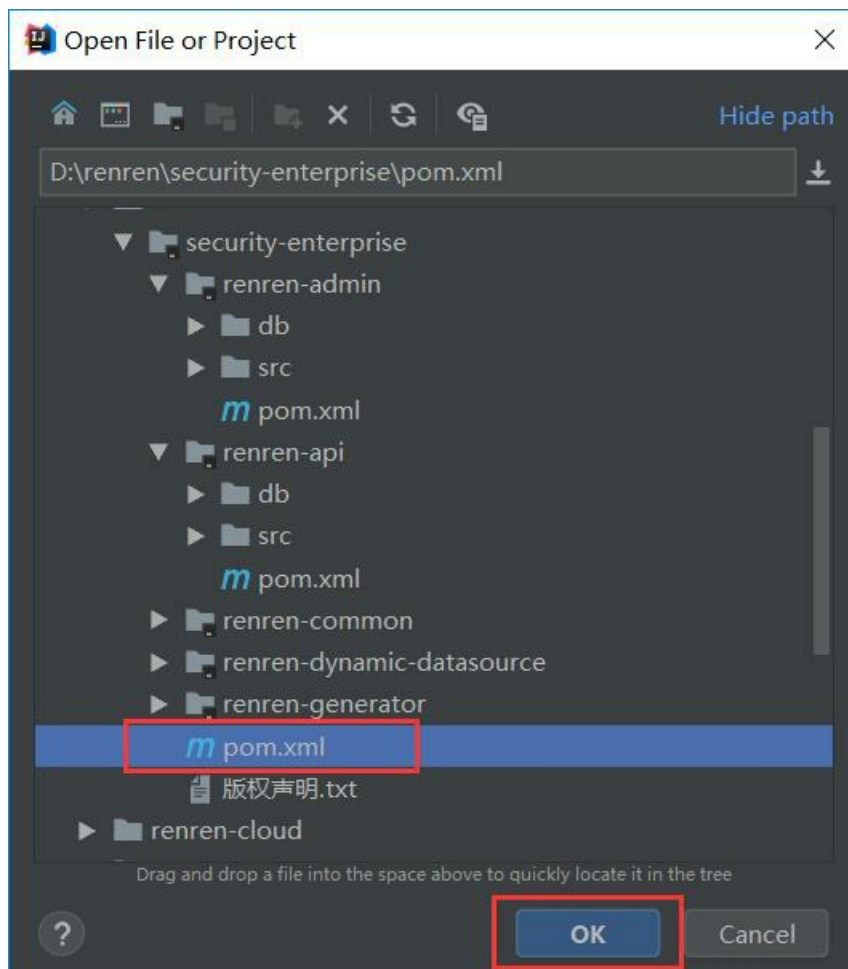 IJ Open File or Project
Hide path
D:\renren\security-enterprise\pom.xml
security-enterprise
renren-admin
db
src
m pom.xml
renren-api
db
src
m pom.xml
renren-common
renren-dynamic-datasource
renren-generator
m pom.xml
版权声明.txt
renren-cloud
Drag and drop a file into the space above to quickly locate it in the tree
? OK Cancel